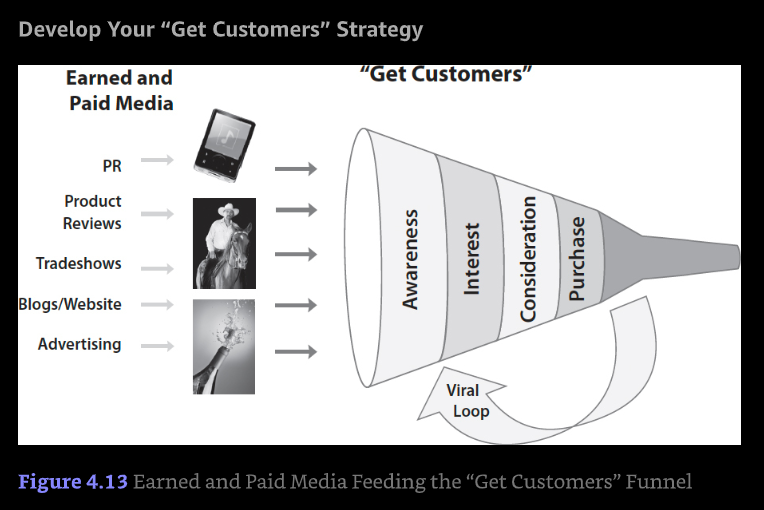 Develop Your “Get Customers” Strategy
Earned and
Paid Media
“Get Customers”
PR
Product
Reviews
Tradeshows
Blogs/Website
Advertising
Awareness
Interest
Consideration
Purchase
Viral
Loop
Figure 4.13 Earned and Paid Media Feeding the “Get Customers” Funnel